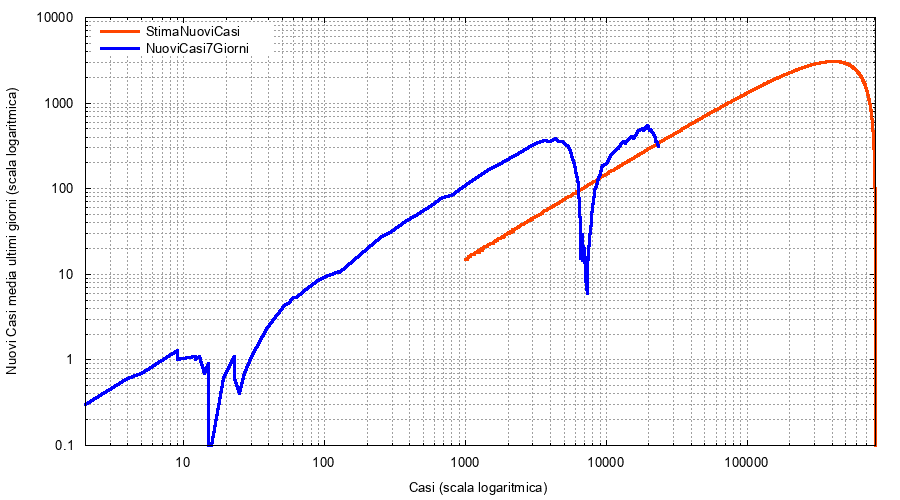 10000
1000
100
10
1
0.1
StimaNuoviCasi
NuoviCasi7Giorni
Nuovi Casi media ultimi giorni (scala logaritmica)
10 100 1000 10000 100000
Casi (scala logaritmica)